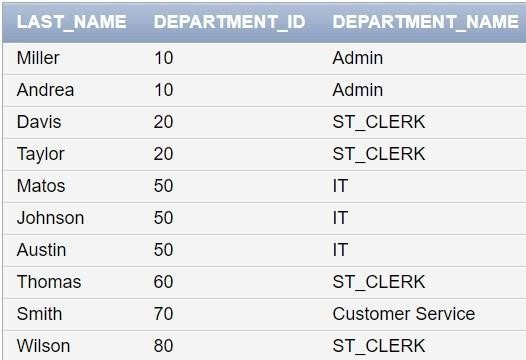 LAST_NAME DEPARTMENT_ID DEPARTMENT_NAME
Miller 10 Admin
Andrea 10 Admin
Davis 20 ST_CLERK
Taylor 20 ST_CLERK
Matos 50 IT
Johnson 50 IT
Austin 50 IT
Thomas 60 ST_CLERK
Smith 70 Customer Service
Wilson 80 ST_CLERK